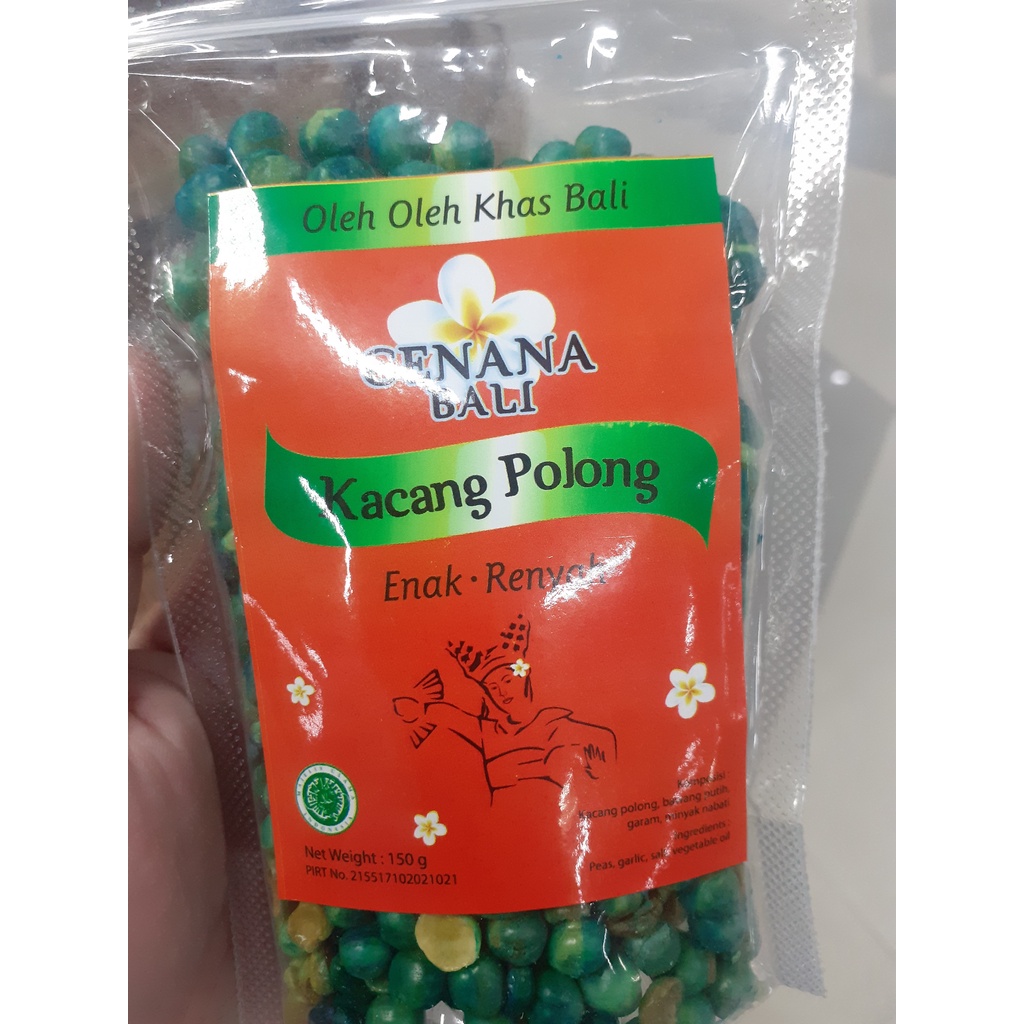 Oleh Oleh Khas Bali
CENANA
BALI
Kacang Polong
Enak · Renyah
Komposisi :
Kacang polong, bawang putih,
garam, minyak nabati
Ingredients :
Peas, garlic, salt, vegetable oil
Net Weight : 150 g
PIRT No. 215517102021021